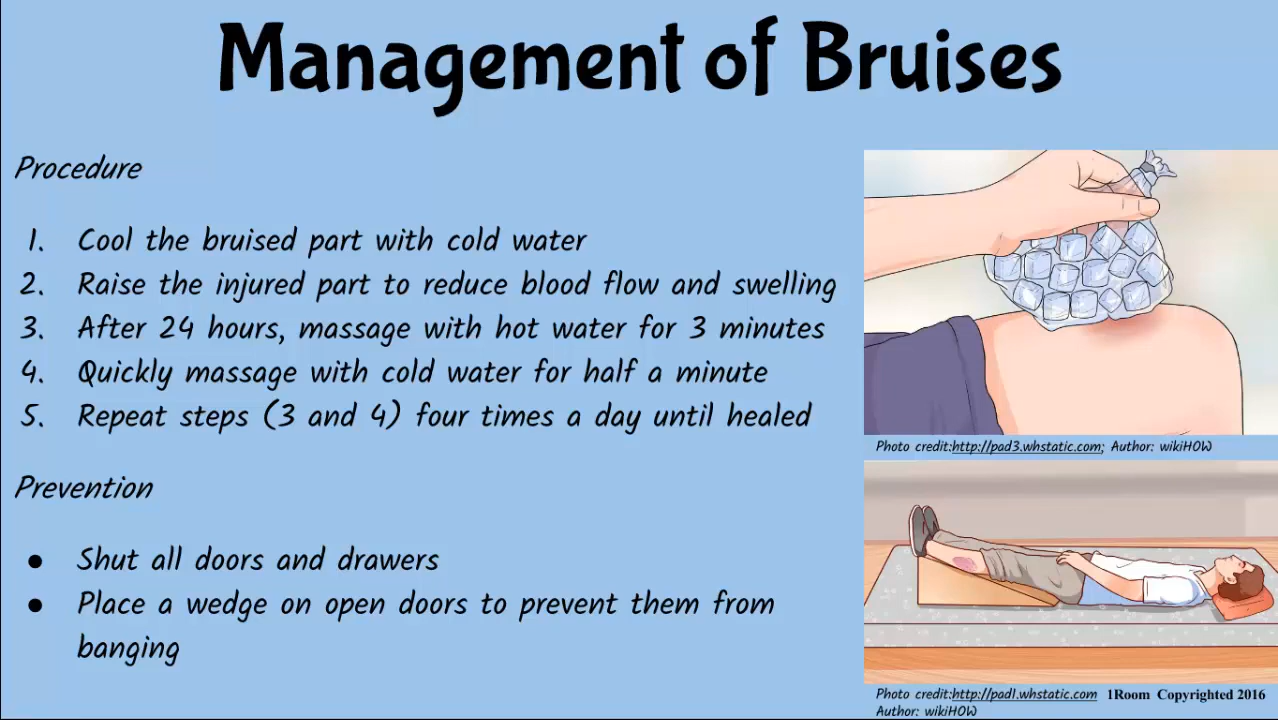 Management of Bruises
Procedure
1. Cool the bruised part with cold water
2. Raise the injured part to reduce blood flow and swelling
3. After 24 hours, massage with hot water for 3 minutes
4. Quickly massage with cold water for half a minute
5. Repeat steps (3 and 4) four times a day until healed
Prevention
● Shut all doors and drawers
● Place a wedge on open doors to prevent them from
banging
Photo credit:http://pad3.whstatic.com; Author: wikiHOW
Photo credit:http://pad1.whstatic.com
Author: wikiHOW
1Room Copyrighted 2016